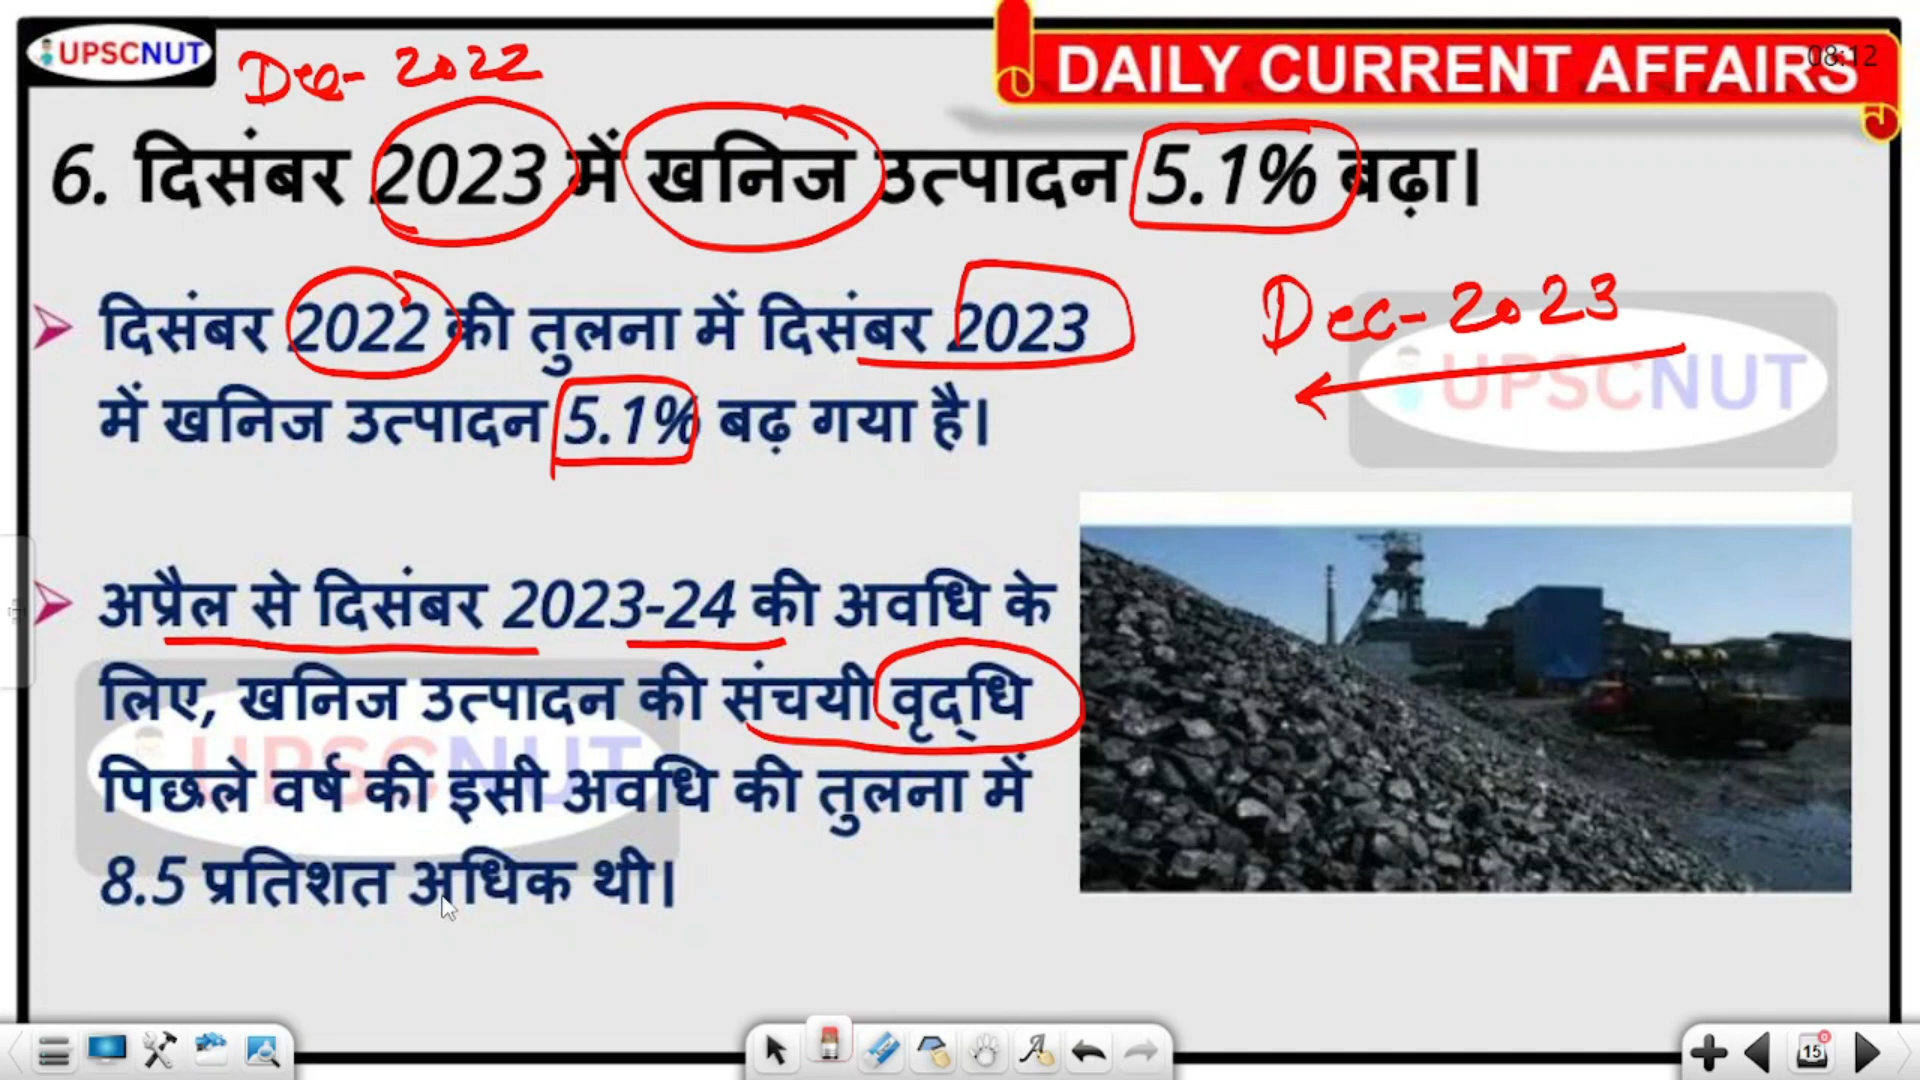 UPSCNUT
Dec- 2022
DAILY CURRENT AFFAIRS
08:12
6. दिसंबर 2023 में खनिज उत्पादन 5.1% बढ़ा।
दिसंबर 2022 की तुलना में दिसंबर 2023
Dec- 2023
UPSCNUT
में खनिज उत्पादन 5.1% बढ़ गया है।
अप्रैल से दिसंबर 2023-24 की अवधि के
लिए, खनिज उत्पादन की संचयी वृद्धि
UPSCNUT
पिछले वर्ष की इसी अवधि की तुलना में
8.5 प्रतिशत अधिक थी।
15
0